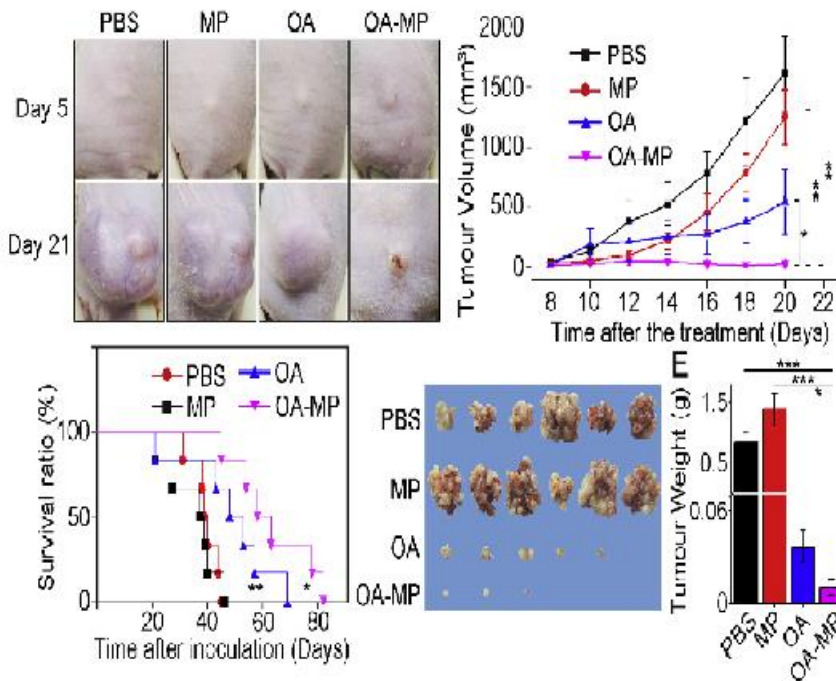 PBS MP OA OA-MP
Day 5
Day 21
Tumour Volume (mm³)
2000
1500
1000
500
0
PBS
MP
OA
OA-MP
**
***
*
8 10 12 14 16 18 20 22
Time after the treatment (Days)
Survival ratio (%)
100
50
0
PBS OA
MP OA-MP
** *
20 40 60 80
Time after inoculation (Days)
PBS
MP
OA
OA-MP
E
Tumour Weight (g)
***
***
*
1.5
0.5
0.06
0
PBS MP OA OA-MP